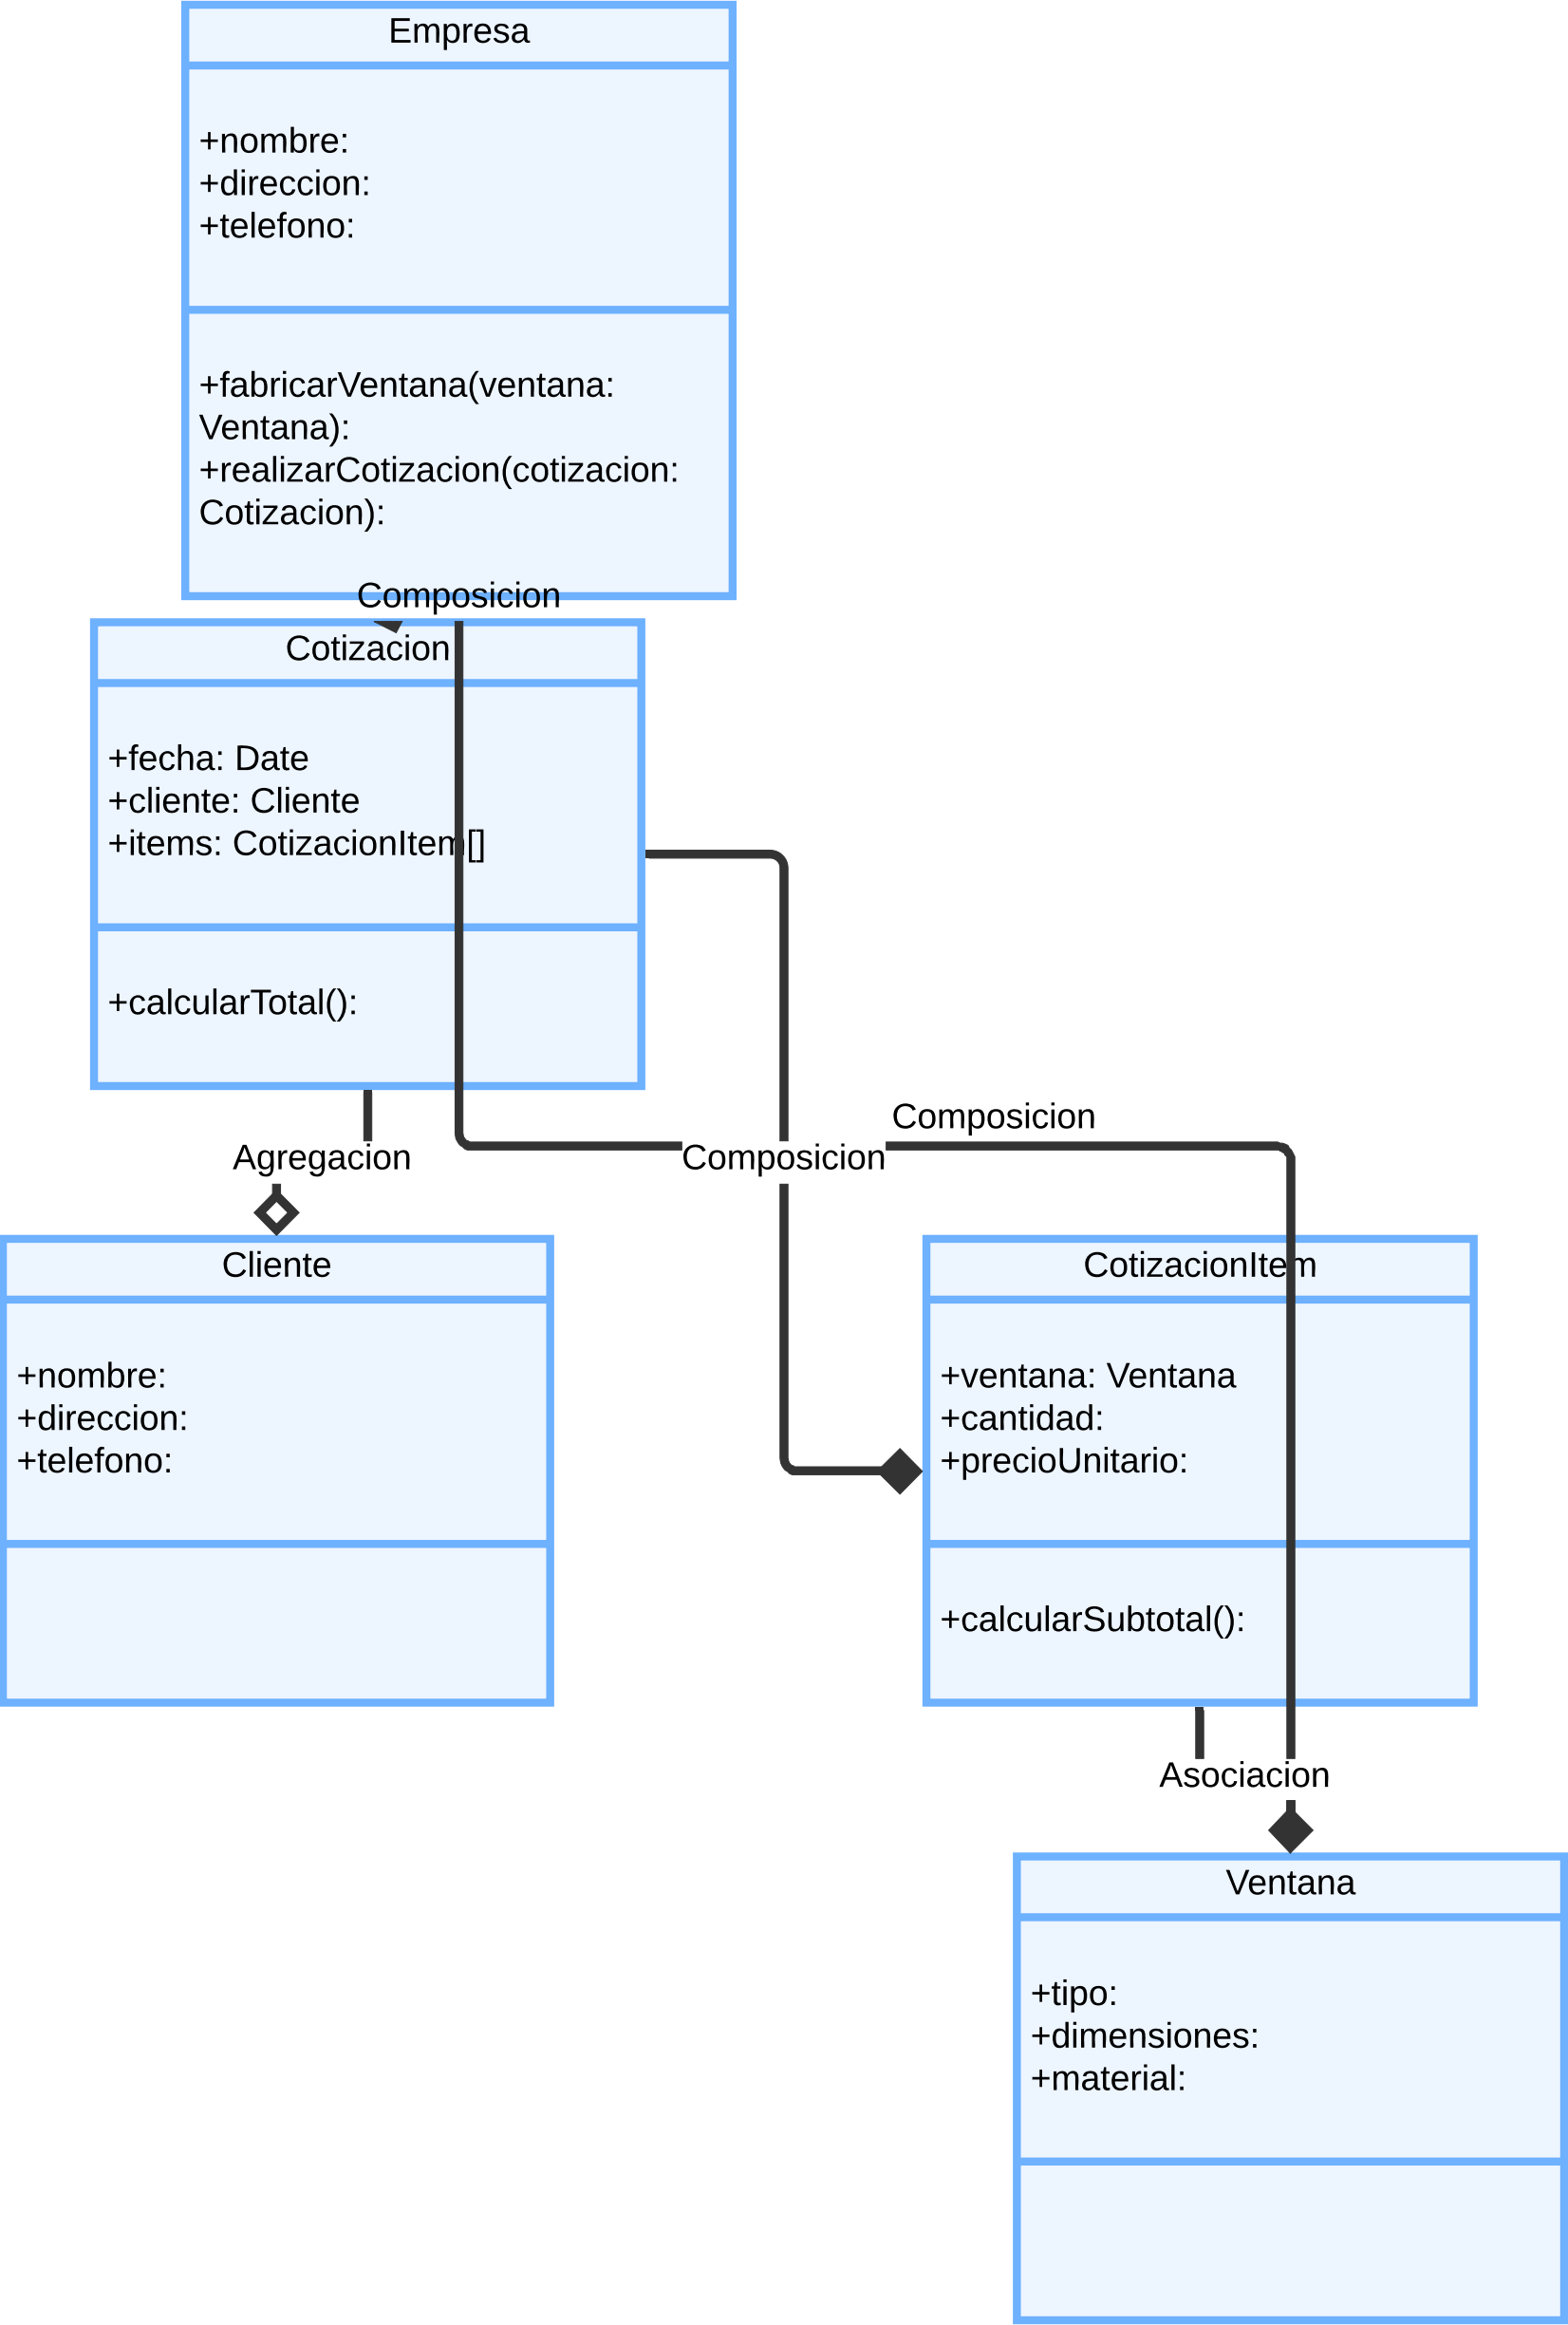 Empresa
+nombre:
+direccion:
+telefono:
+fabricarVentana(ventana:
Ventana):
+realizarCotizacion(cotizacion:
Cotizacion):
Composicion
Cotizacion
+fecha: Date
+cliente: Cliente
+items: CotizacionItem[]
+calcularTotal():
Composicion
Agregacion
Composicion
Cliente
+nombre:
+direccion:
+telefono:
CotizacionItem
+ventana: Ventana
+cantidad:
+precioUnitario:
+calcularSubtotal():
Asociacion
Ventana
+tipo:
+dimensiones:
+material: